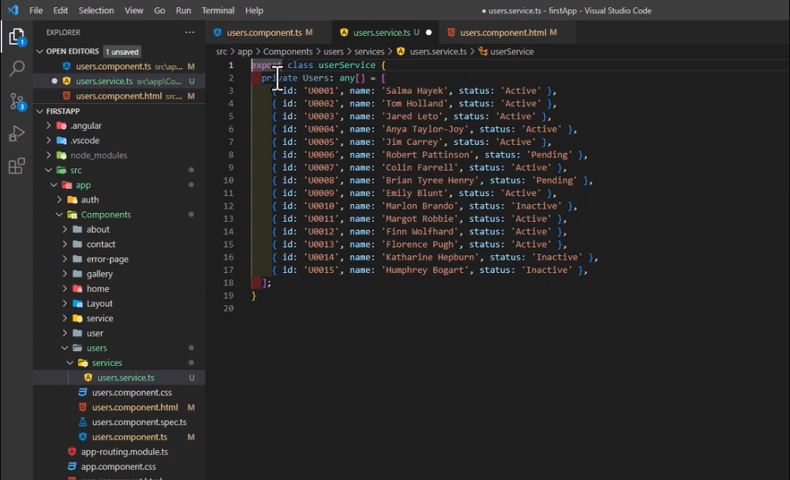 File Edit Selection View Go Run Terminal Help
● users.service.ts - firstApp - Visual Studio Code
EXPLORER ...
users.component.ts M
users.service.ts U ●
users.component.html M
OPEN EDITORS 1 unsaved
users.component.ts src\ap... M
● users.service.ts src\app\Co... U
users.component.html src\... M
FIRSTAPP
.angular
.vscode
node_modules
src
app
auth
Components
about
contact
error-page
gallery
home
Layout
service
user
users
services
users.service.ts U
users.component.css
users.component.html M
users.component.spec.ts
users.component.ts M
app-routing.module.ts
app.component.css
src > app > Components > users > services > users.service.ts > userService
1 export class userService {
2 private Users: any[] = [
3 { id: 'U0001', name: 'Salma Hayek', status: 'Active' },
4 { id: 'U0002', name: 'Tom Holland', status: 'Active' },
5 { id: 'U0003', name: 'Jared Leto', status: 'Active' },
6 { id: 'U0004', name: 'Anya Taylor-Joy', status: 'Active' },
7 { id: 'U0005', name: 'Jim Carrey', status: 'Active' },
8 { id: 'U0006', name: 'Robert Pattinson', status: 'Pending' },
9 { id: 'U0007', name: 'Colin Farrell', status: 'Active' },
10 { id: 'U0008', name: 'Brian Tyree Henry', status: 'Pending' },
11 { id: 'U0009', name: 'Emily Blunt', status: 'Active' },
12 { id: 'U0010', name: 'Marlon Brando', status: 'Inactive' },
13 { id: 'U0011', name: 'Margot Robbie', status: 'Active' },
14 { id: 'U0012', name: 'Finn Wolfhard', status: 'Active' },
15 { id: 'U0013', name: 'Florence Pugh', status: 'Active' },
16 { id: 'U0014', name: 'Katharine Hepburn', status: 'Inactive' },
17 { id: 'U0015', name: 'Humphrey Bogart', status: 'Inactive' },
18 ];
19 }
20